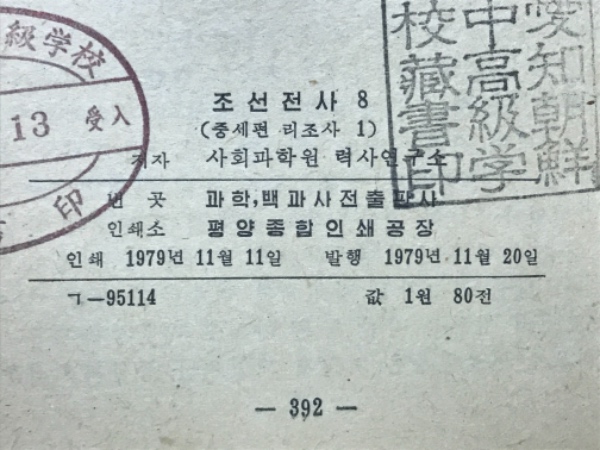 級学校
13 受入
印
愛知朝鮮
中高級学
校蔵書印
조선전사 8
(중세편 리조사 1)
저자 사회과학원 력사연구소
펴낸 곳 과학,백과사전출판사
인쇄소 평양종합인쇄공장
인쇄 1979년 11월 11일 발행 1979년 11월 20일
ㄱ—95114 값 1원 80전
— 392 —